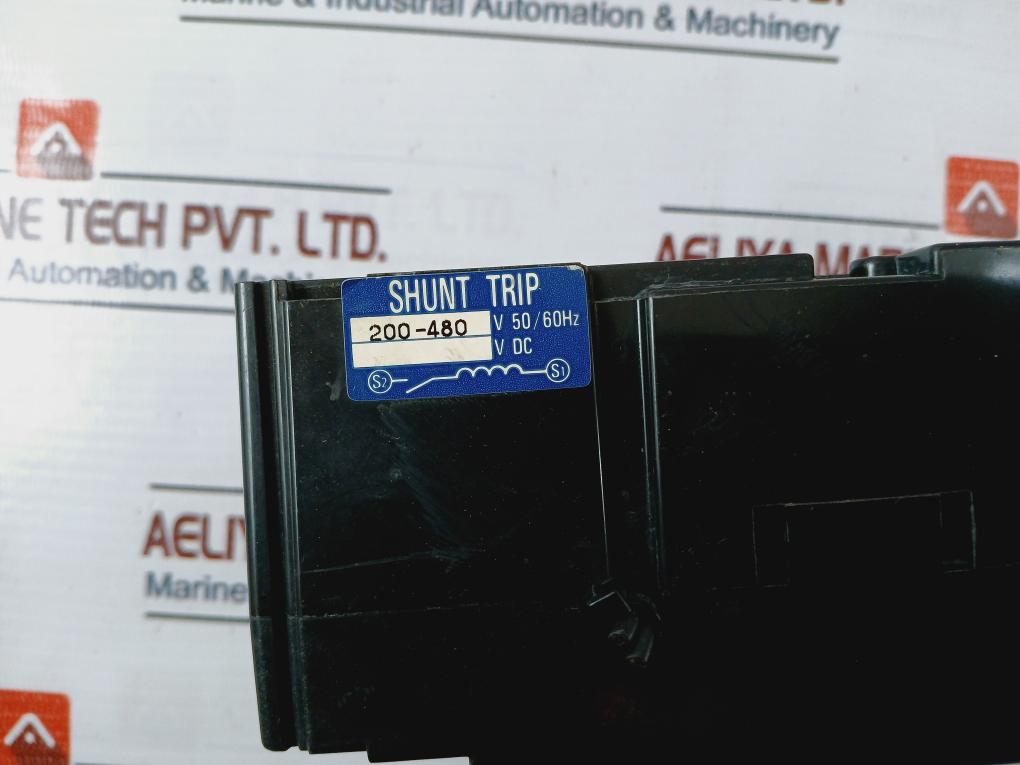 Marine & Industrial Automation & Machinery
NE TECH PVT. LTD.
Automation & Machi
AELIYA MA
SHUNT TRIP
200-480 V 50/60Hz
V DC
S2 S1
AELIY
Marine